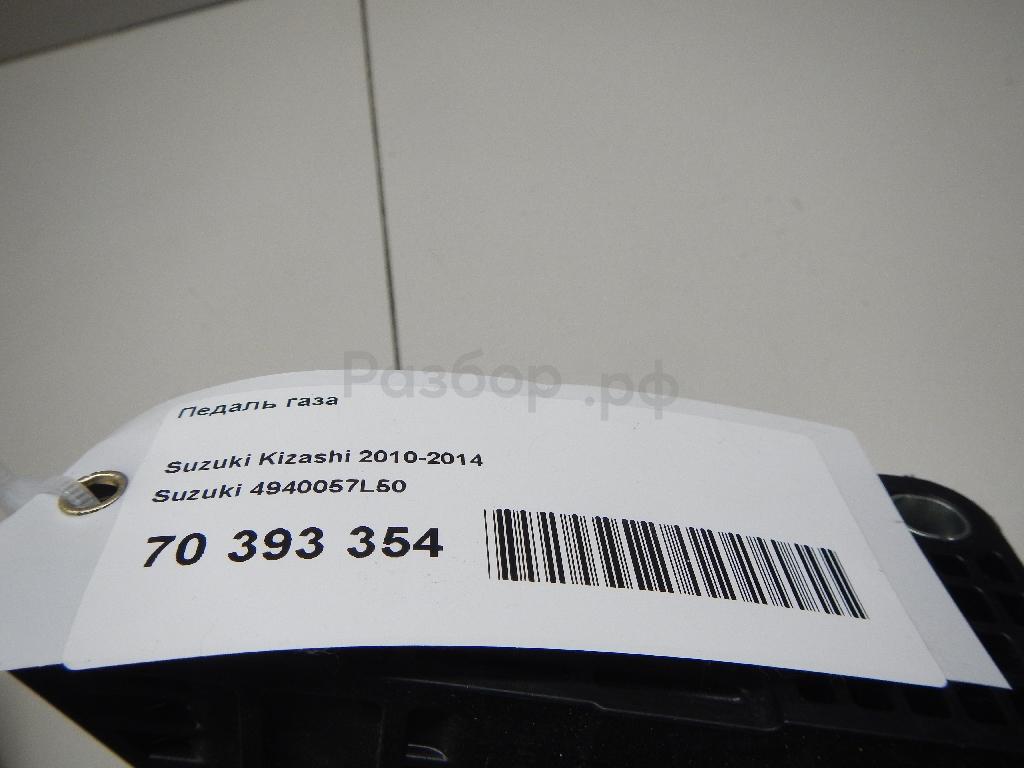 Разбор.рф
Педаль газа
Suzuki Kizashi 2010-2014
Suzuki 4940057L50
70 393 354